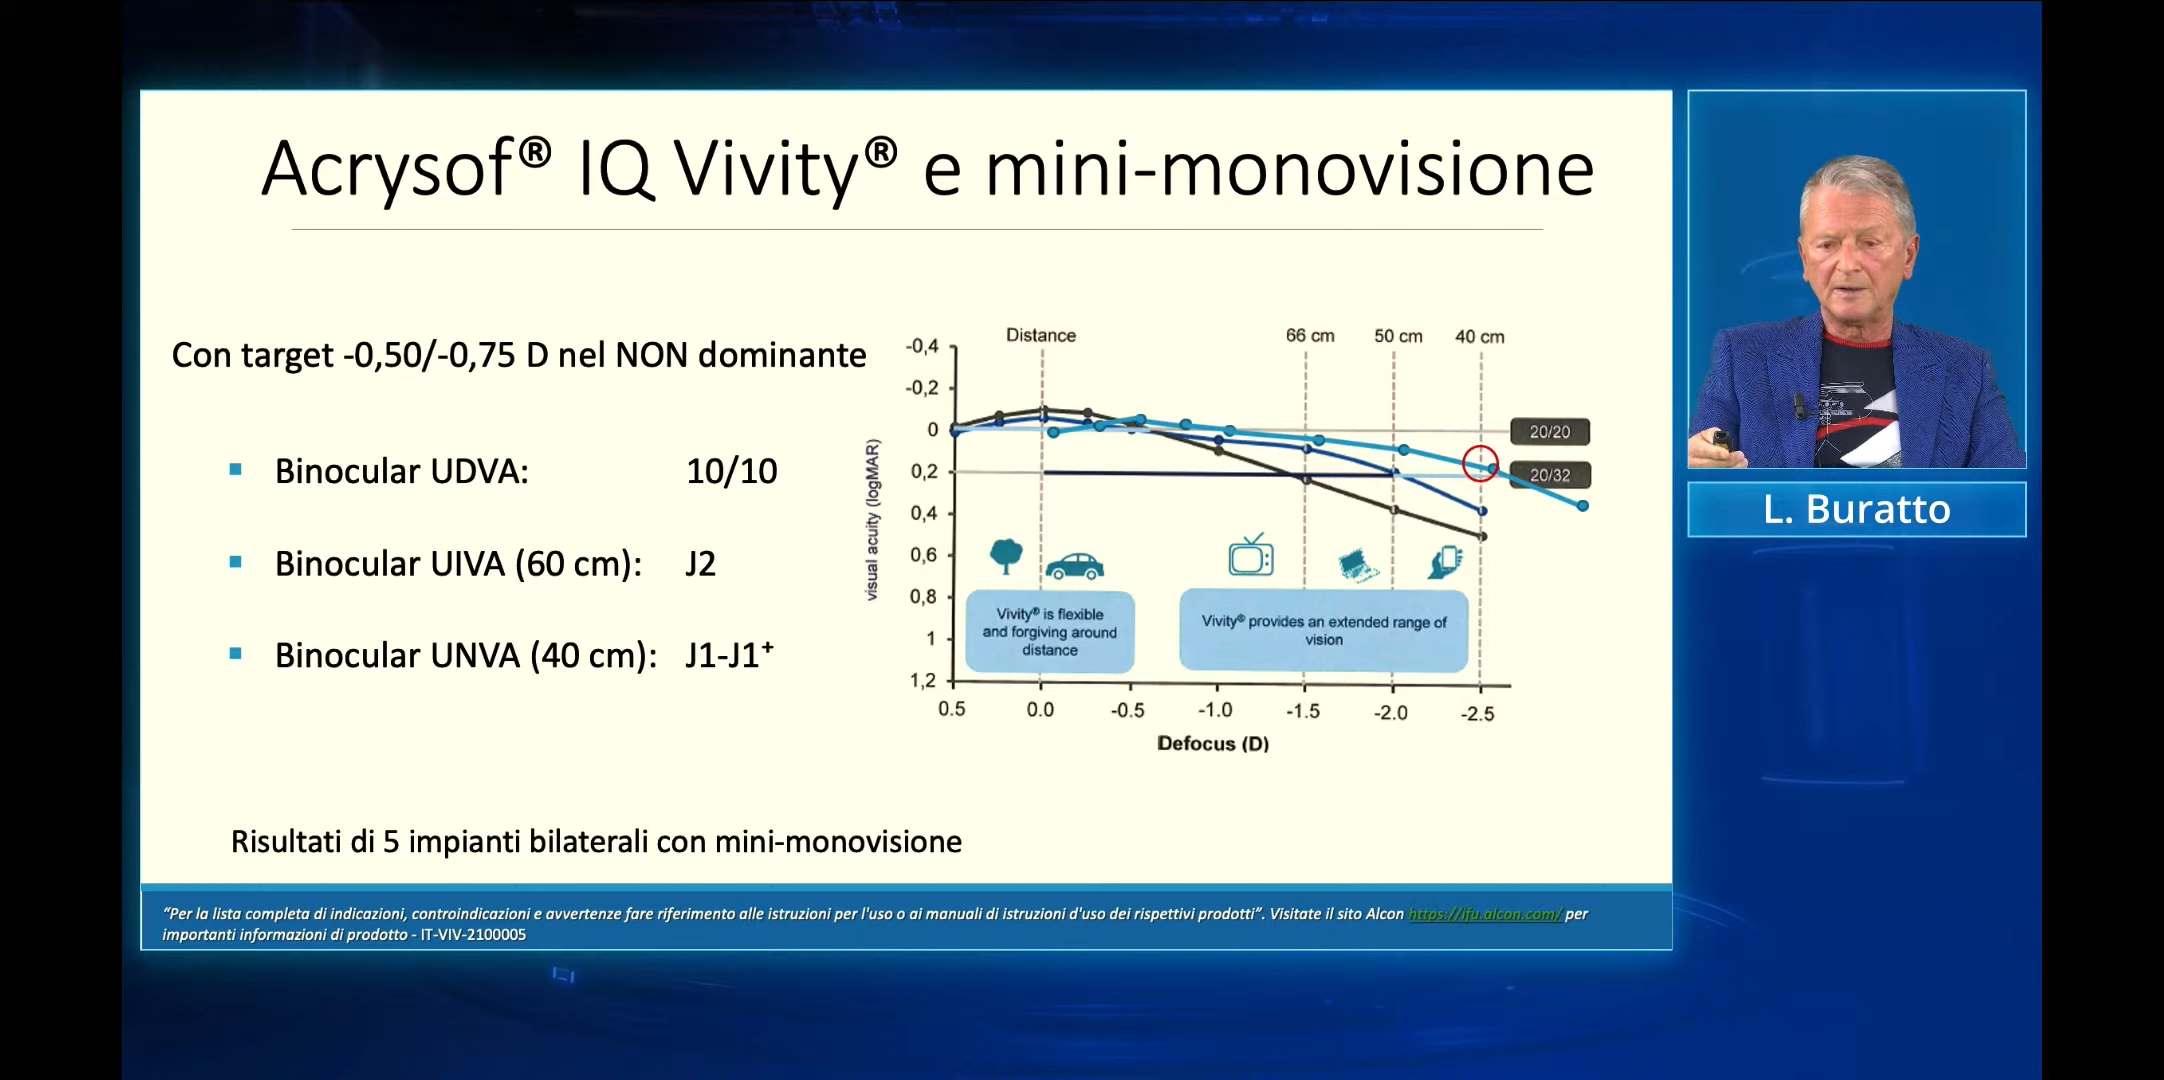 Acrysof® IQ Vivity® e mini-monovisione
Con target -0,50/-0,75 D nel NON dominante
▪ Binocular UDVA: 10/10
▪ Binocular UIVA (60 cm): J2
▪ Binocular UNVA (40 cm): J1-J1⁺
Distance
66 cm
50 cm
40 cm
visual acuity (logMAR)
-0,4
-0,2
0
0,2
0,4
0,6
0,8
1
1,2
20/20
20/32
Vivity® is flexible
and forgiving around
distance
Vivity® provides an extended range of
vision
0.5
0.0
-0.5
-1.0
-1.5
-2.0
-2.5
Defocus (D)
Risultati di 5 impianti bilaterali con mini-monovisione
“Per la lista completa di indicazioni, controindicazioni e avvertenze fare riferimento alle istruzioni per l'uso o ai manuali di istruzioni d'uso dei rispettivi prodotti”. Visitate il sito Alcon https://ifu.alcon.com/ per
importanti informazioni di prodotto - IT-VIV-2100005
L. Buratto